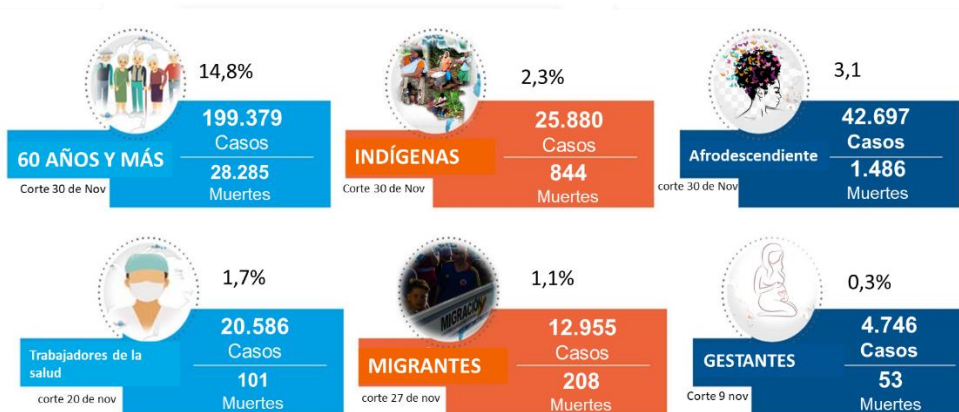 14,8%
199.379
Casos
28.285
Muertes
60 AÑOS Y MÁS
Corte 30 de Nov
2,3%
25.880
Casos
844
Muertes
INDÍGENAS
Corte 30 de Nov
3,1
42.697
Casos
1.486
Muertes
Afrodescendiente
corte 30 de Nov
1,7%
20.586
Casos
101
Muertes
Trabajadores de la
salud
corte 20 de nov
MIGRACIÓN
1,1%
12.955
Casos
208
Muertes
MIGRANTES
corte 27 de nov
0,3%
4.746
Casos
53
Muertes
GESTANTES
Corte 9 nov